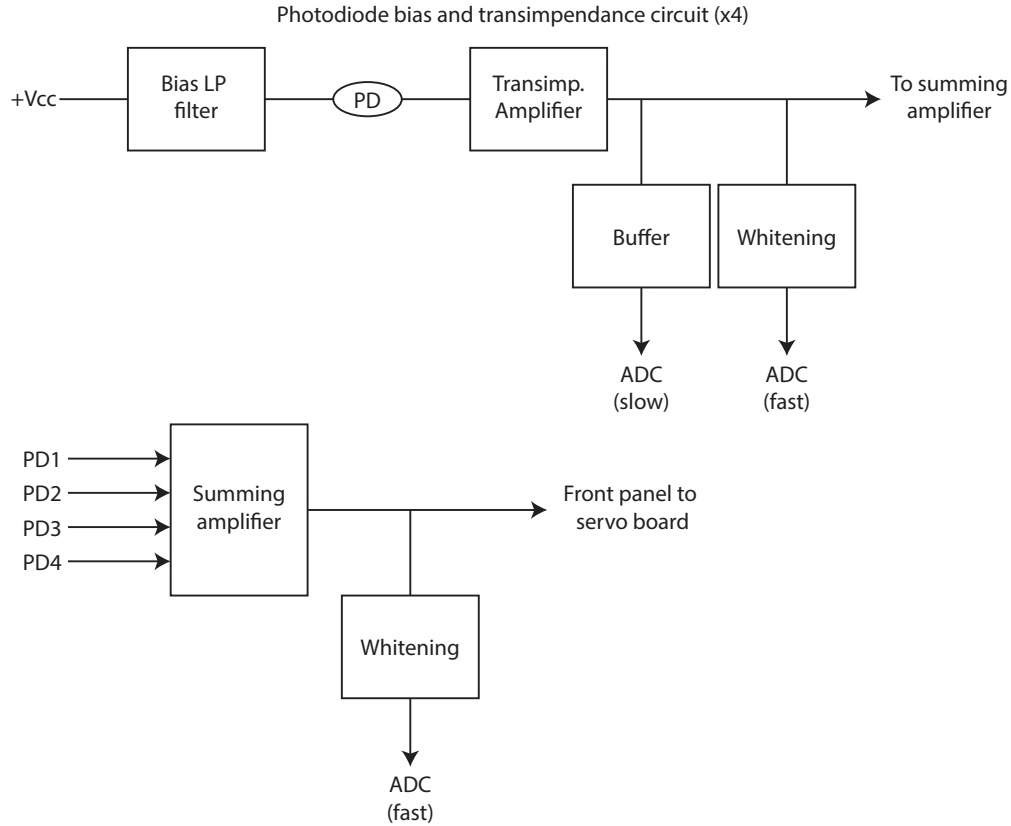 Photodiode bias and transimpendance circuit (x4)
+Vcc
Bias LP
filter
PD
Transimp.
Amplifier
To summing
amplifier
Buffer
Whitening
ADC
(slow)
ADC
(fast)
PD1
PD2
PD3
PD4
Summing
amplifier
Front panel to
servo board
Whitening
ADC
(fast)